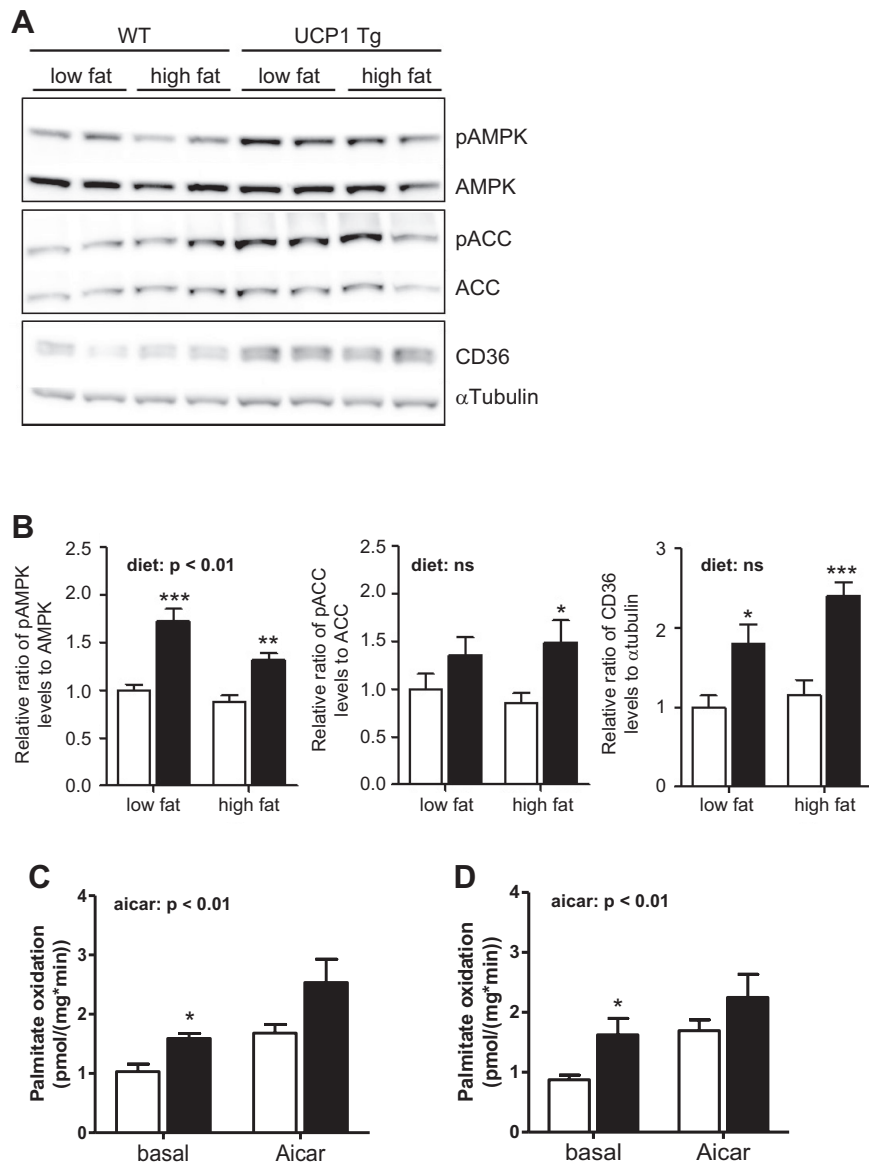 A
WT UCP1 Tg
low fat high fat low fat high fat
pAMPK
AMPK
pACC
ACC
CD36
αTubulin
B
Relative ratio of pAMPK
levels to AMPK
2.5
2.0
1.5
1.0
0.5
0.0
diet: p < 0.01
***
**
low fat high fat
Relative ratio of pACC
levels to ACC
2.5
2.0
1.5
1.0
0.5
0.0
diet: ns
*
low fat high fat
Relative ratio of CD36
levels to αtubulin
3
2
1
0
diet: ns
*
***
low fat high fat
C
Palmitate oxidation
(pmol/(mg*min))
4
3
2
1
0
aicar: p < 0.01
*
basal Aicar
D
Palmitate oxidation
(pmol/(mg*min))
4
3
2
1
0
aicar: p < 0.01
*
basal Aicar